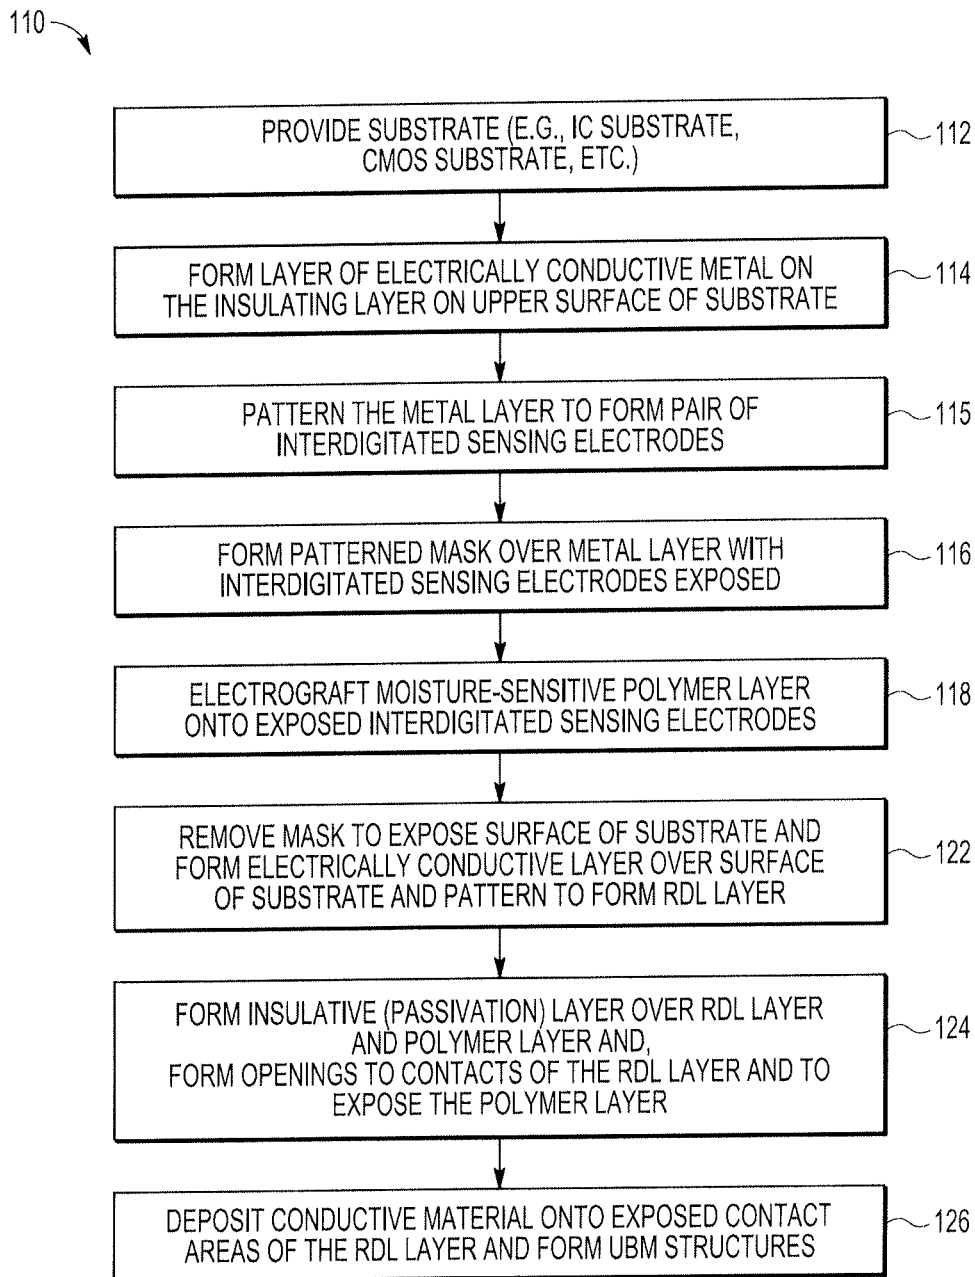 110
PROVIDE SUBSTRATE (E.G., IC SUBSTRATE,
CMOS SUBSTRATE, ETC.)
112
FORM LAYER OF ELECTRICALLY CONDUCTIVE METAL ON
THE INSULATING LAYER ON UPPER SURFACE OF SUBSTRATE
114
PATTERN THE METAL LAYER TO FORM PAIR OF
INTERDIGITATED SENSING ELECTRODES
115
FORM PATTERNED MASK OVER METAL LAYER WITH
INTERDIGITATED SENSING ELECTRODES EXPOSED
116
ELECTROGRAFT MOISTURE-SENSITIVE POLYMER LAYER
ONTO EXPOSED INTERDIGITATED SENSING ELECTRODES
118
REMOVE MASK TO EXPOSE SURFACE OF SUBSTRATE AND
FORM ELECTRICALLY CONDUCTIVE LAYER OVER SURFACE
OF SUBSTRATE AND PATTERN TO FORM RDL LAYER
122
FORM INSULATIVE (PASSIVATION) LAYER OVER RDL LAYER
AND POLYMER LAYER AND,
FORM OPENINGS TO CONTACTS OF THE RDL LAYER AND TO
EXPOSE THE POLYMER LAYER
124
DEPOSIT CONDUCTIVE MATERIAL ONTO EXPOSED CONTACT
AREAS OF THE RDL LAYER AND FORM UBM STRUCTURES
126